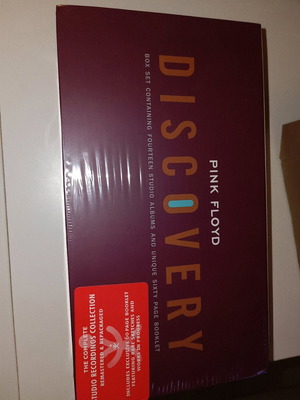 PINK FLOYD
DISCOVERY
BOX SET CONTAINING FOURTEEN STUDIO ALBUMS AND UNIQUE SIXTY PAGE BOOKLET
THE COMPLETE
STUDIO RECORDINGS COLLECTION
REMASTERED & REPACKAGED